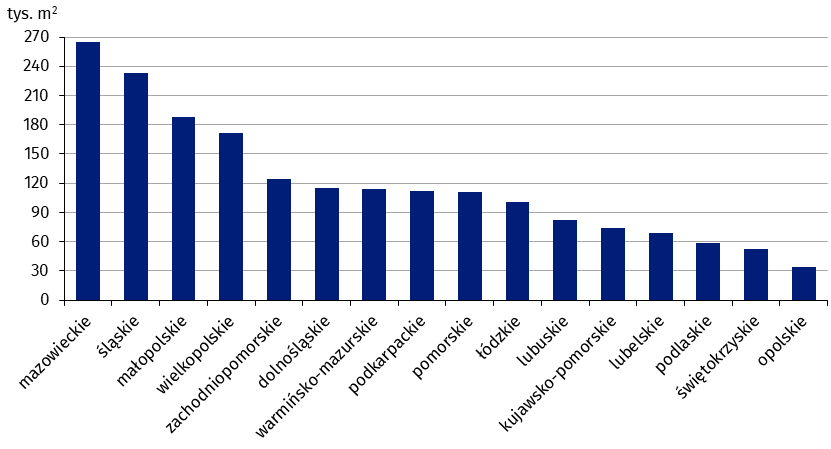 tys. m²
270
240
210
180
150
120
90
60
30
0
mazowieckie
śląskie
małopolskie
wielkopolskie
zachodniopomorskie
dolnośląskie
warmińsko-mazurskie
podkarpackie
pomorskie
łódzkie
lubuskie
kujawsko-pomorskie
lubelskie
podlaskie
świętokrzyskie
opolskie